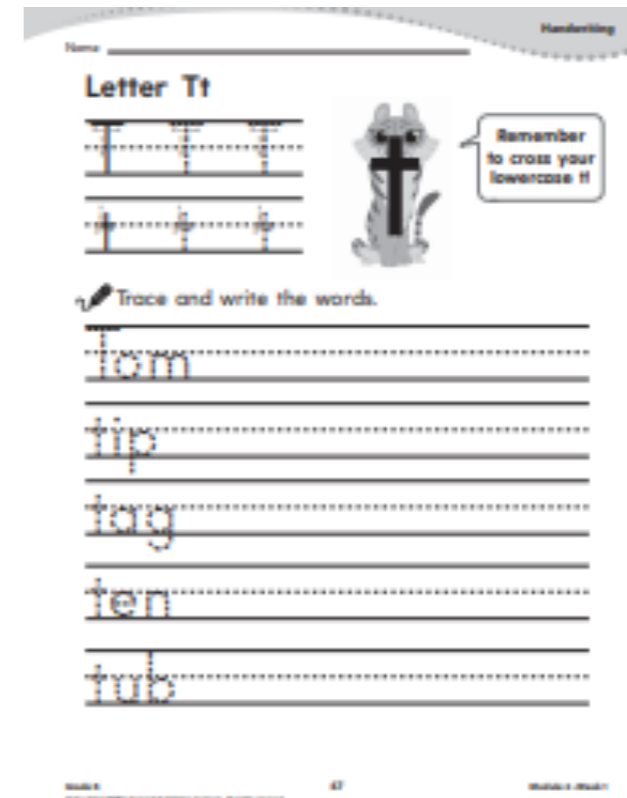 Handwriting
Name
Letter Tt
T T T
t t t
t
Remember
to cross your
lowercase t!
Trace and write the words.
Tom
tip
tag
ten
tub
47